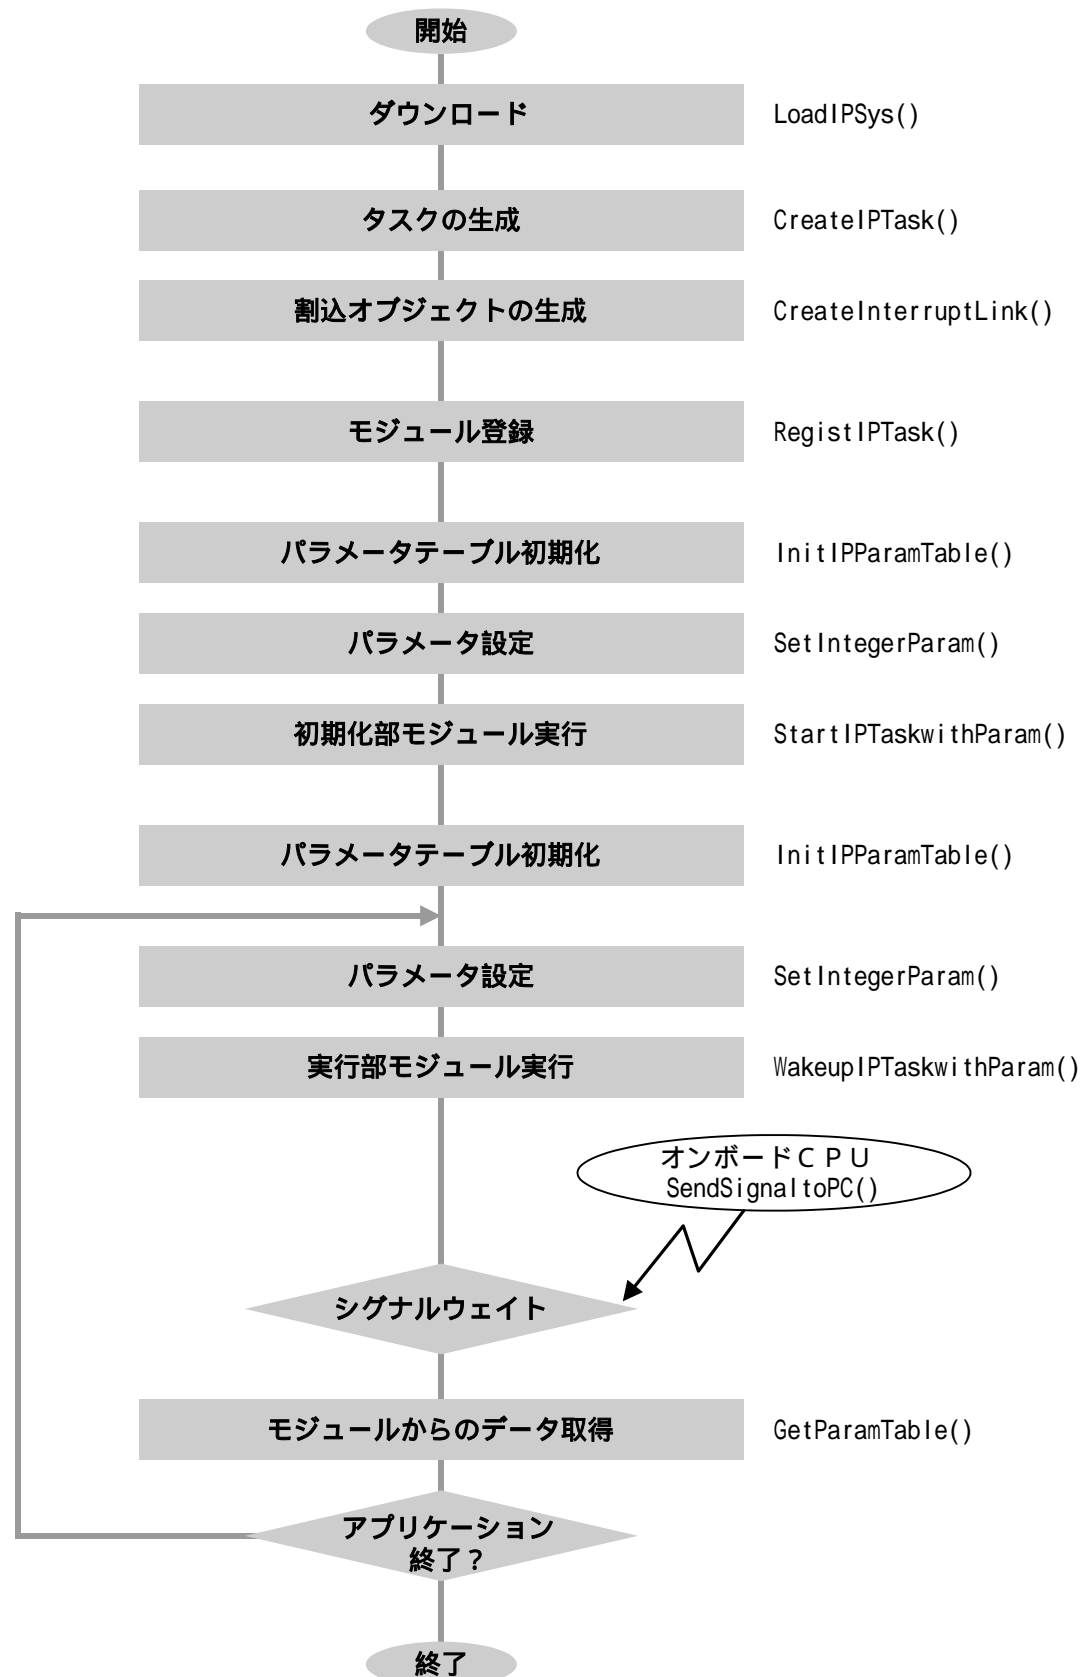 開始
ダウンロード
LoadIPSys()
タスクの生成
CreateIPTask()
割込オブジェクトの生成
CreateInterruptLink()
モジュール登録
RegistIPTask()
パラメータテーブル初期化
InitIPParamTable()
パラメータ設定
SetIntegerParam()
初期化部モジュール実行
StartIPTaskwithParam()
パラメータテーブル初期化
InitIPParamTable()
パラメータ設定
SetIntegerParam()
実行部モジュール実行
WakeupIPTaskwithParam()
オンボードＣＰＵ
SendSignaltoPC()
シグナルウェイト
モジュールからのデータ取得
GetParamTable()
アプリケーション
終了？
終了